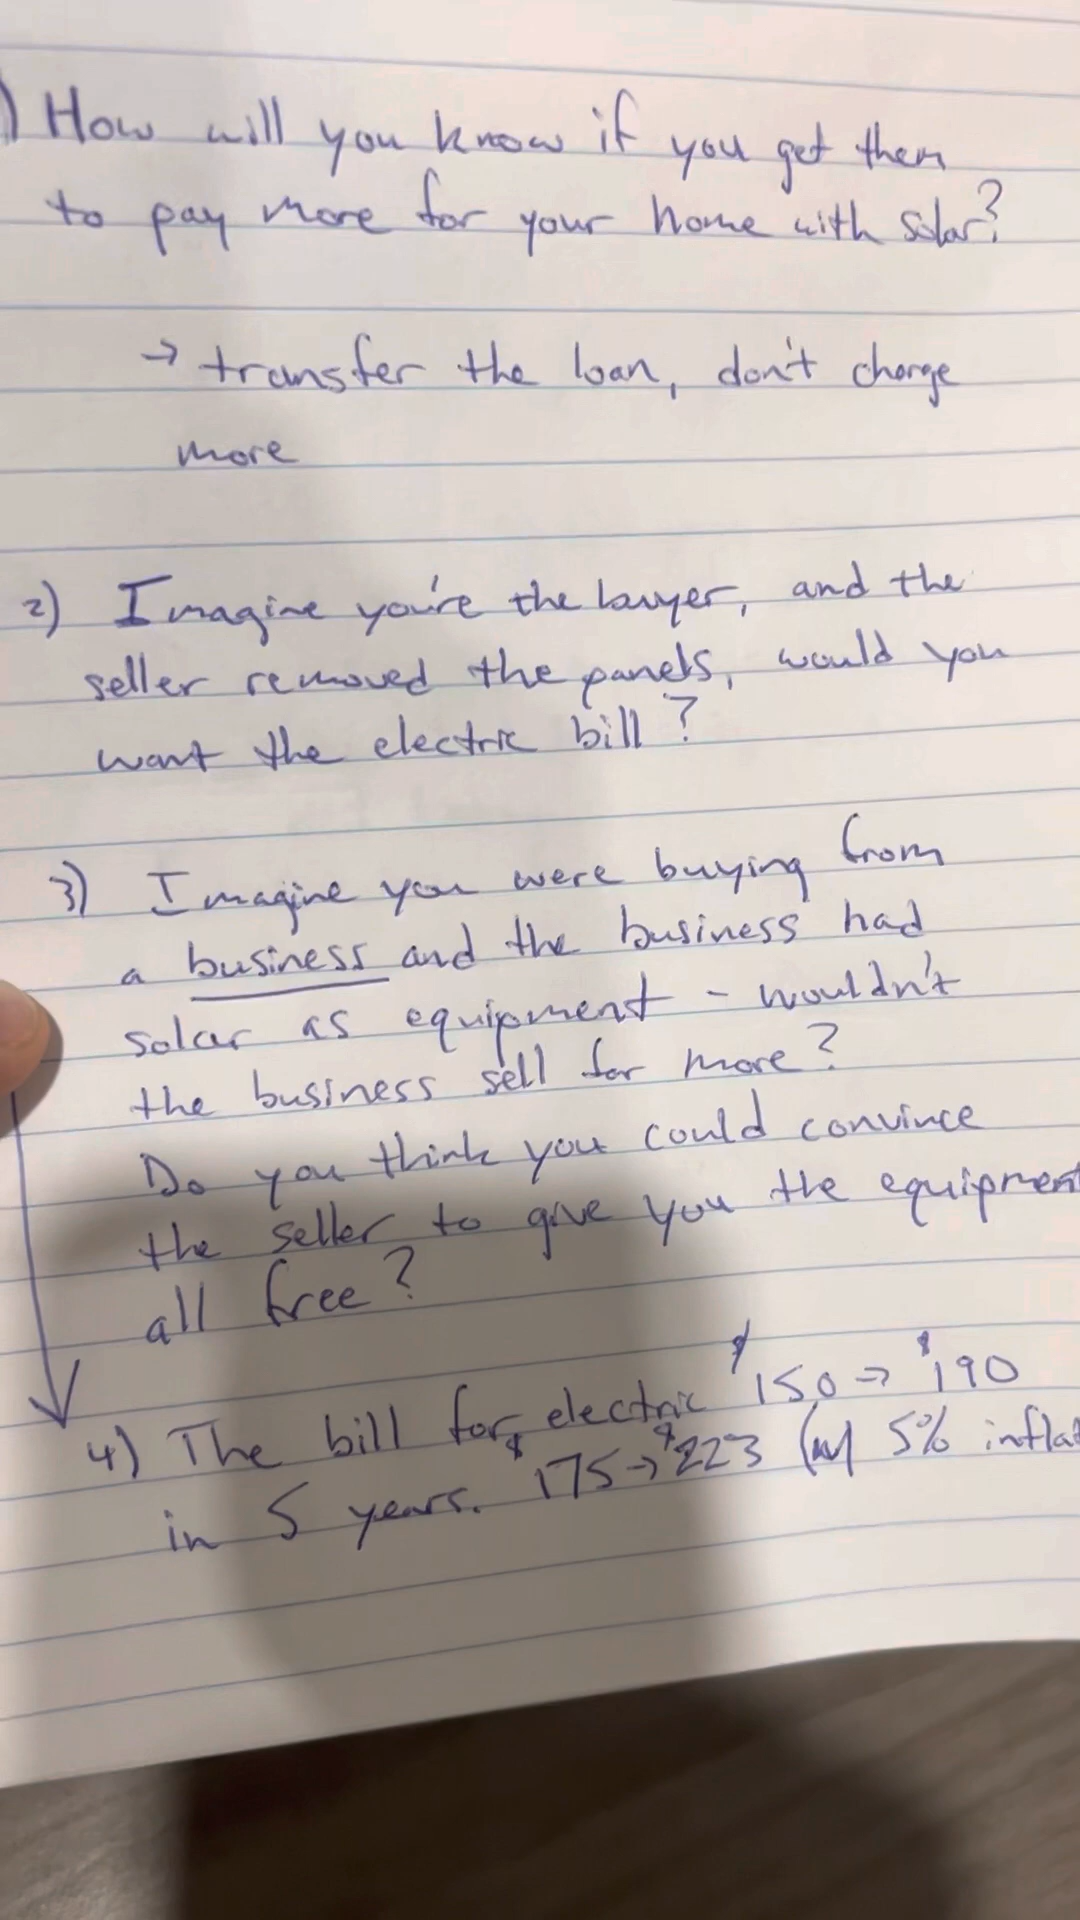 ) How will you know if you get them
to pay more for your home with solar?
→ transfer the loan, don't charge
more
2) Imagine you're the buyer, and the
seller removed the panels, would you
want the electric bill?
3) Imagine you were buying from
a business and the business had
solar as equipment - wouldn't
the business sell for more?
Do you think you could convince
the seller to give you the equipment
all free?
4) The bill for electric $150 → $190
in 5 years. $175 → $223 (w/ 5% inflat